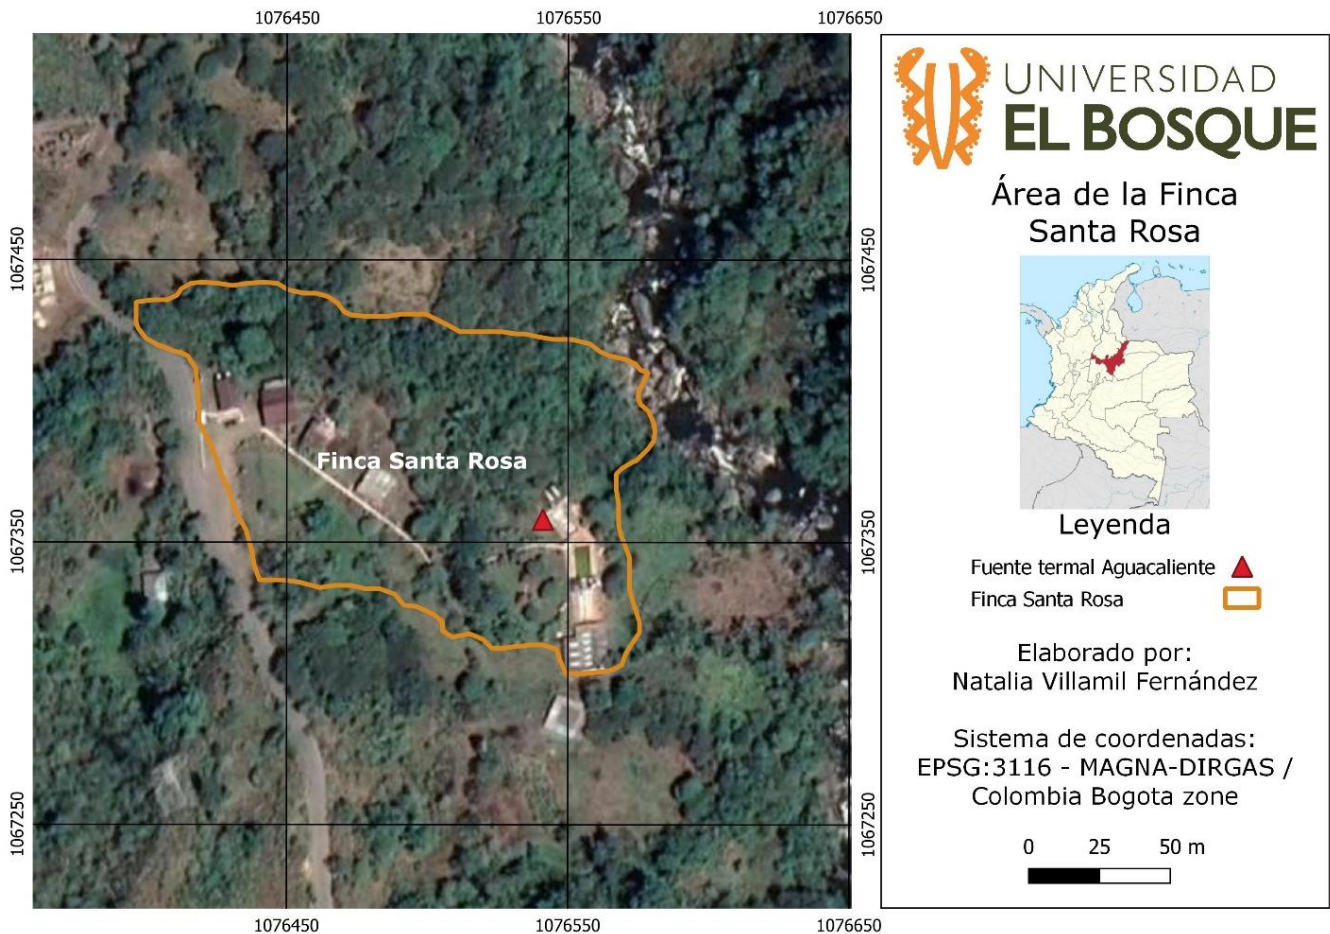 1076450
1076550
1076650
1067450
1067350
1067250
Finca Santa Rosa
1067450
1067350
1067250
1076450
1076550
1076650
UNIVERSIDAD
EL BOSQUE
Área de la Finca
Santa Rosa
Leyenda
Fuente termal Aguacaliente
Finca Santa Rosa
Elaborado por:
Natalia Villamil Fernández
Sistema de coordenadas:
EPSG:3116 - MAGNA-DIRGAS /
Colombia Bogota zone
0 25 50 m